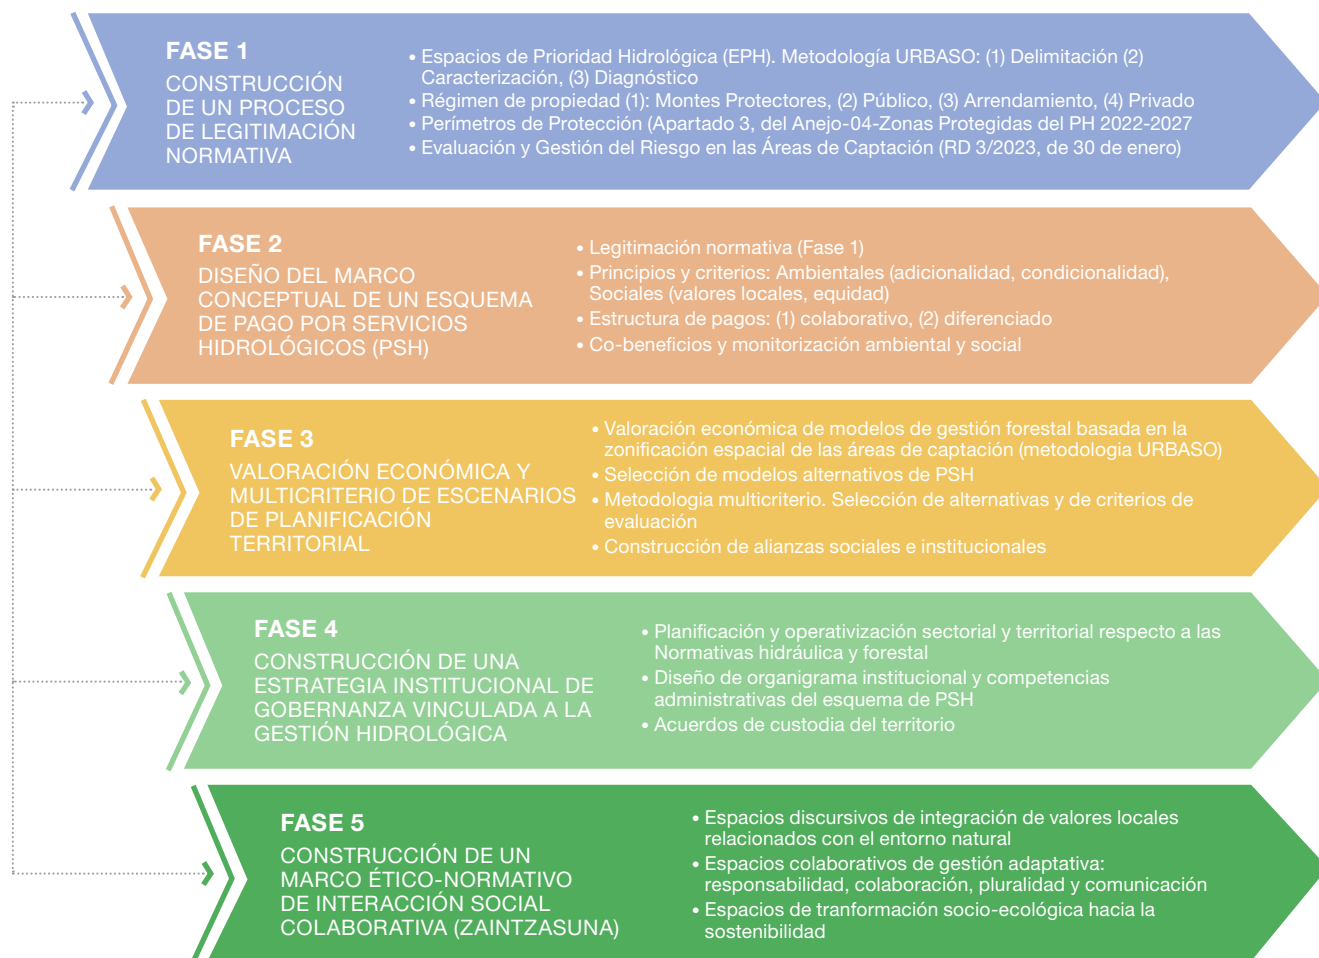 FASE 1
CONSTRUCCIÓN
DE UN PROCESO
DE LEGITIMACIÓN
NORMATIVA
• Espacios de Prioridad Hidrológica (EPH). Metodología URBASO: (1) Delimitación (2)
Caracterización, (3) Diagnóstico
• Régimen de propiedad (1): Montes Protectores, (2) Público, (3) Arrendamiento, (4) Privado
• Perímetros de Protección (Apartado 3, del Anejo-04-Zonas Protegidas del PH 2022-2027
• Evaluación y Gestión del Riesgo en las Áreas de Captación (RD 3/2023, de 30 de enero)
FASE 2
DISEÑO DEL MARCO
CONCEPTUAL DE UN ESQUEMA
DE PAGO POR SERVICIOS
HIDROLÓGICOS (PSH)
• Legitimación normativa (Fase 1)
• Principios y criterios: Ambientales (adicionalidad, condicionalidad),
Sociales (valores locales, equidad)
• Estructura de pagos: (1) colaborativo, (2) diferenciado
• Co-beneficios y monitorización ambiental y social
FASE 3
VALORACIÓN ECONÓMICA Y
MULTICRITERIO DE ESCENARIOS
DE PLANIFICACIÓN
TERRITORIAL
• Valoración económica de modelos de gestión forestal basada en la
zonificación espacial de las áreas de captación (metodologia URBASO)
• Selección de modelos alternativos de PSH
• Metodologia multicriterio. Selección de alternativas y de criterios de
evaluación
• Construcción de alianzas sociales e institucionales
FASE 4
CONSTRUCCIÓN DE UNA
ESTRATEGIA INSTITUCIONAL DE
GOBERNANZA VINCULADA A LA
GESTIÓN HIDROLÓGICA
• Planificación y operativización sectorial y territorial respecto a las
Normativas hidráulica y forestal
• Diseño de organigrama institucional y competencias
administrativas del esquema de PSH
• Acuerdos de custodia del territorio
FASE 5
CONSTRUCCIÓN DE UN
MARCO ÉTICO-NORMATIVO
DE INTERACCIÓN SOCIAL
COLABORATIVA (ZAINTZASUNA)
• Espacios discursivos de integración de valores locales
relacionados con el entorno natural
• Espacios colaborativos de gestión adaptativa:
responsabilidad, colaboración, pluralidad y comunicación
• Espacios de tranformación socio-ecológica hacia la
sostenibilidad